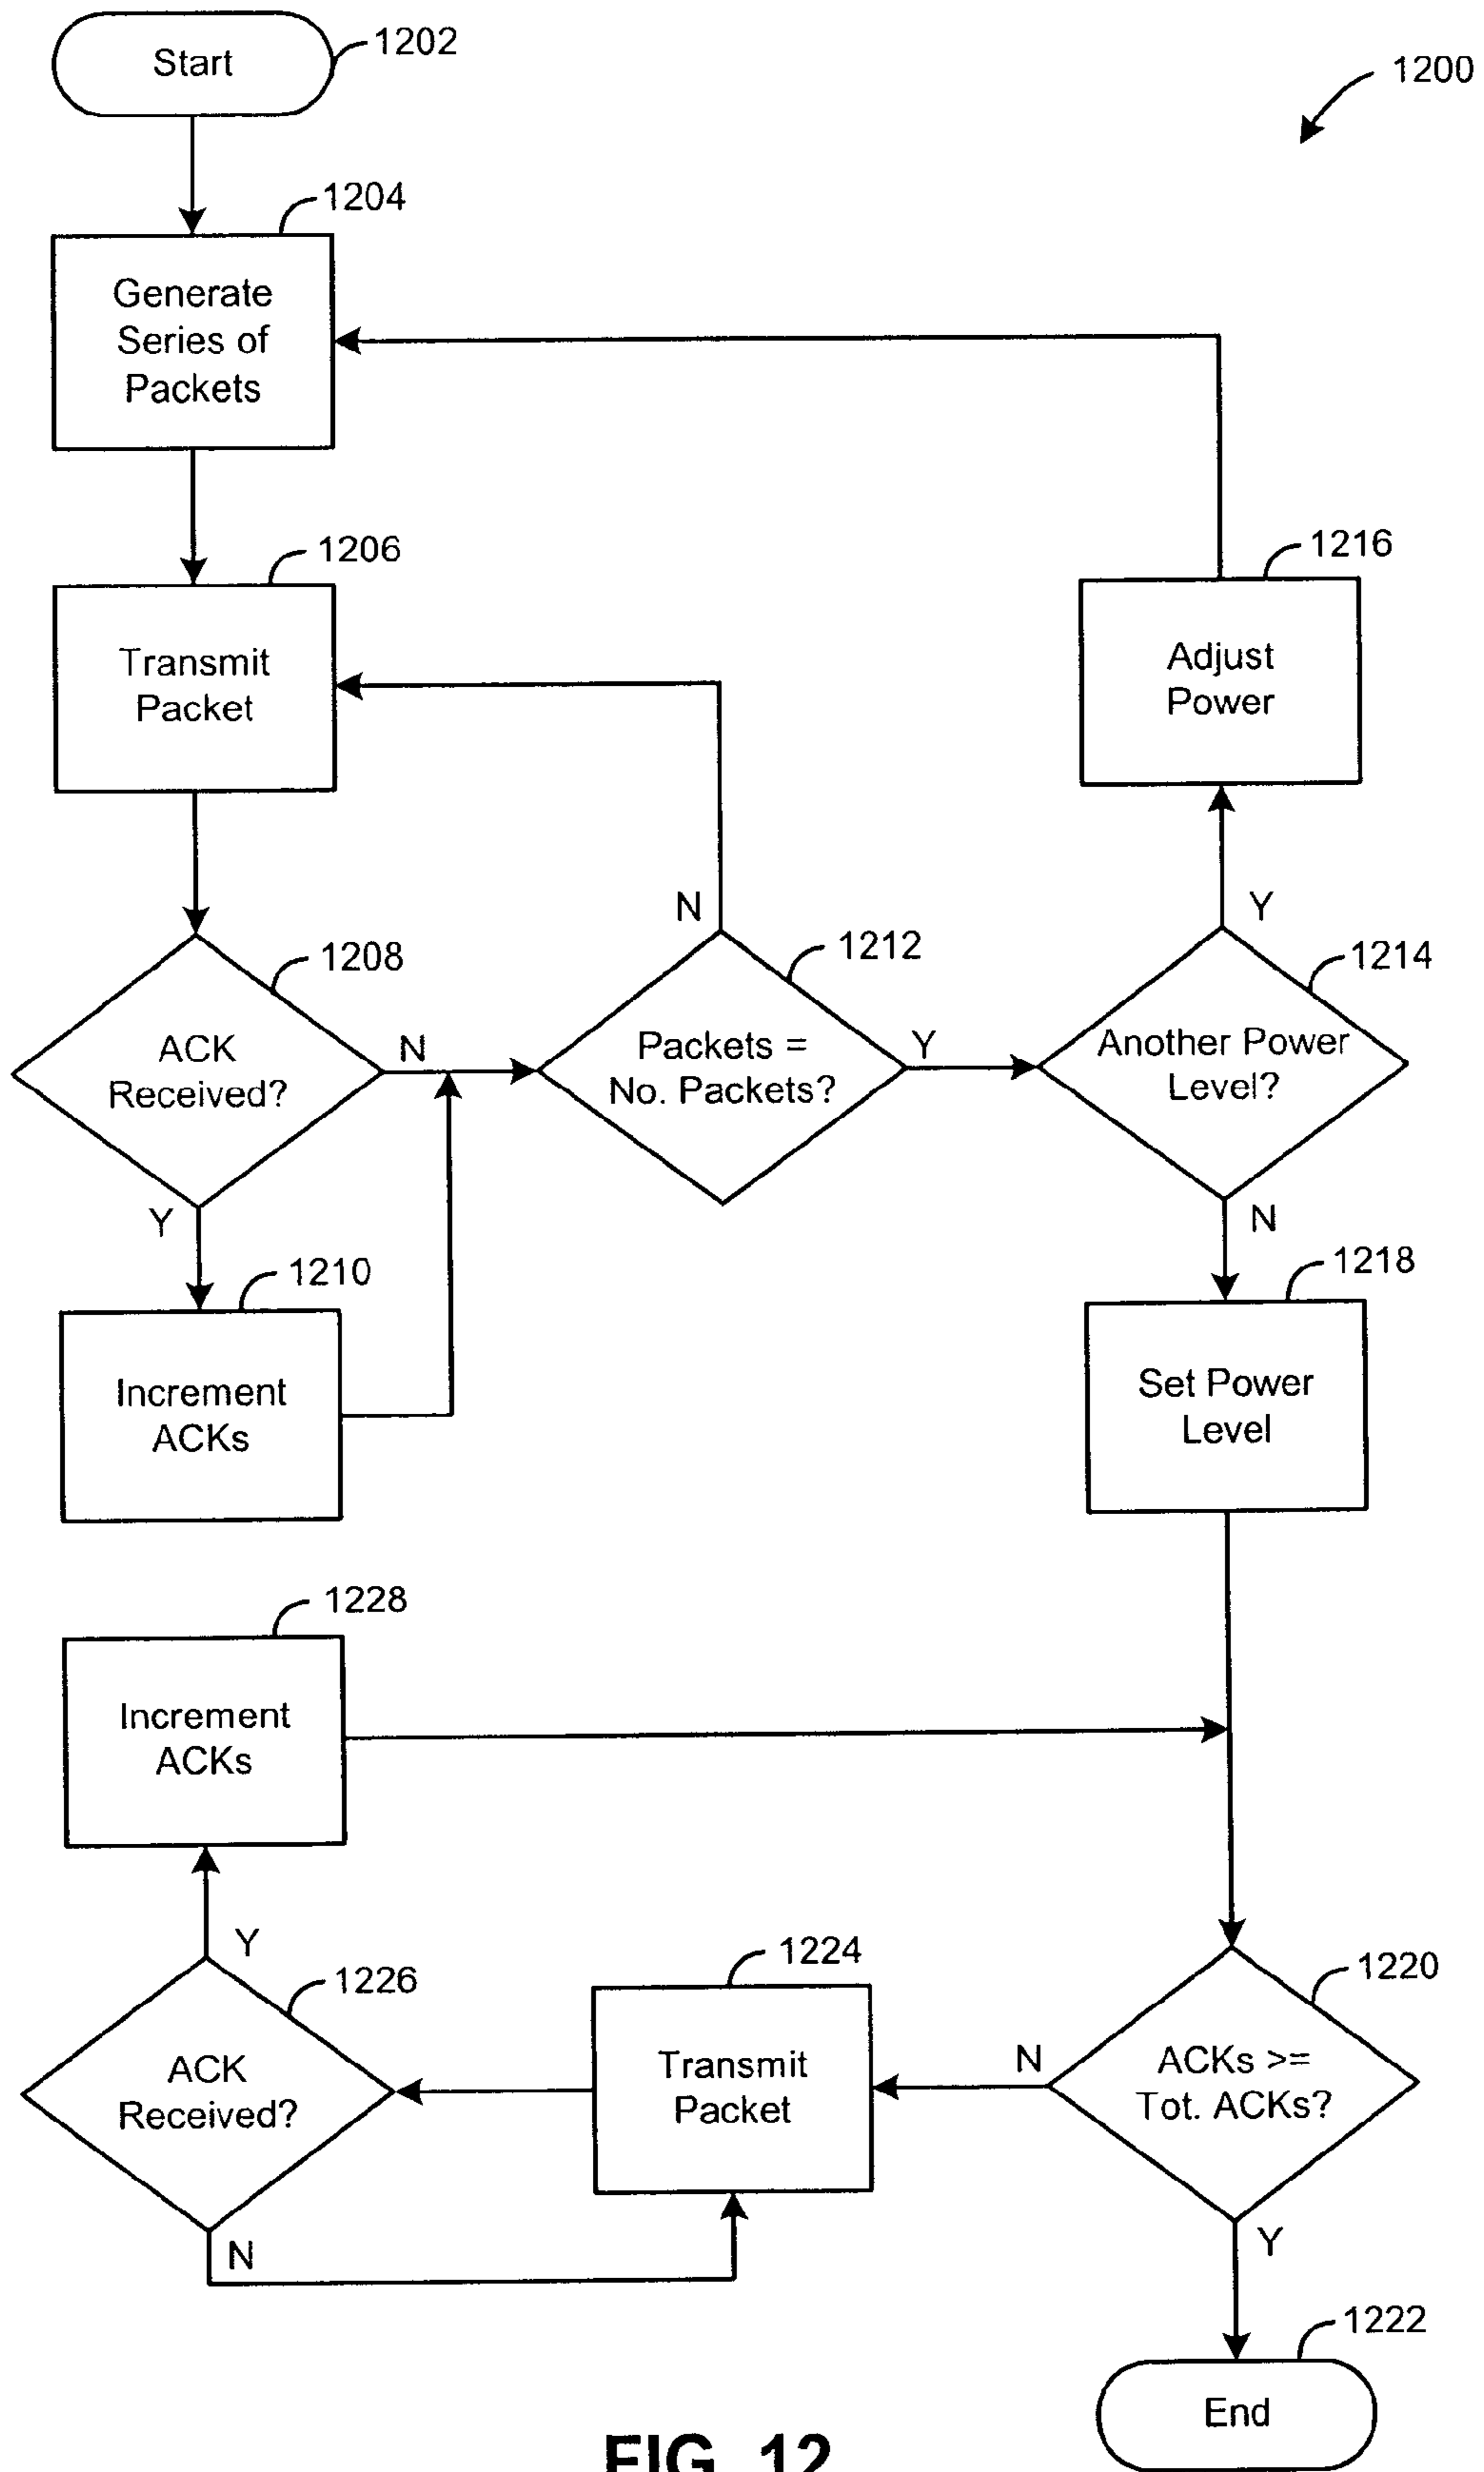 Start
1202
1200
1204
Generate
Series of
Packets
1206
Transmit
Packet
1216
Adjust
Power
N
Y
1208
1212
1214
ACK
Received?
N
Packets =
No. Packets?
Y
Another Power
Level?
Y
N
1210
1218
Increment
ACKs
Set Power
Level
1228
Increment
ACKs
Y
1226
1224
1220
ACK
Received?
Transmit
Packet
N
ACKs >=
Tot. ACKs?
N
Y
1222
End
FIG. 12